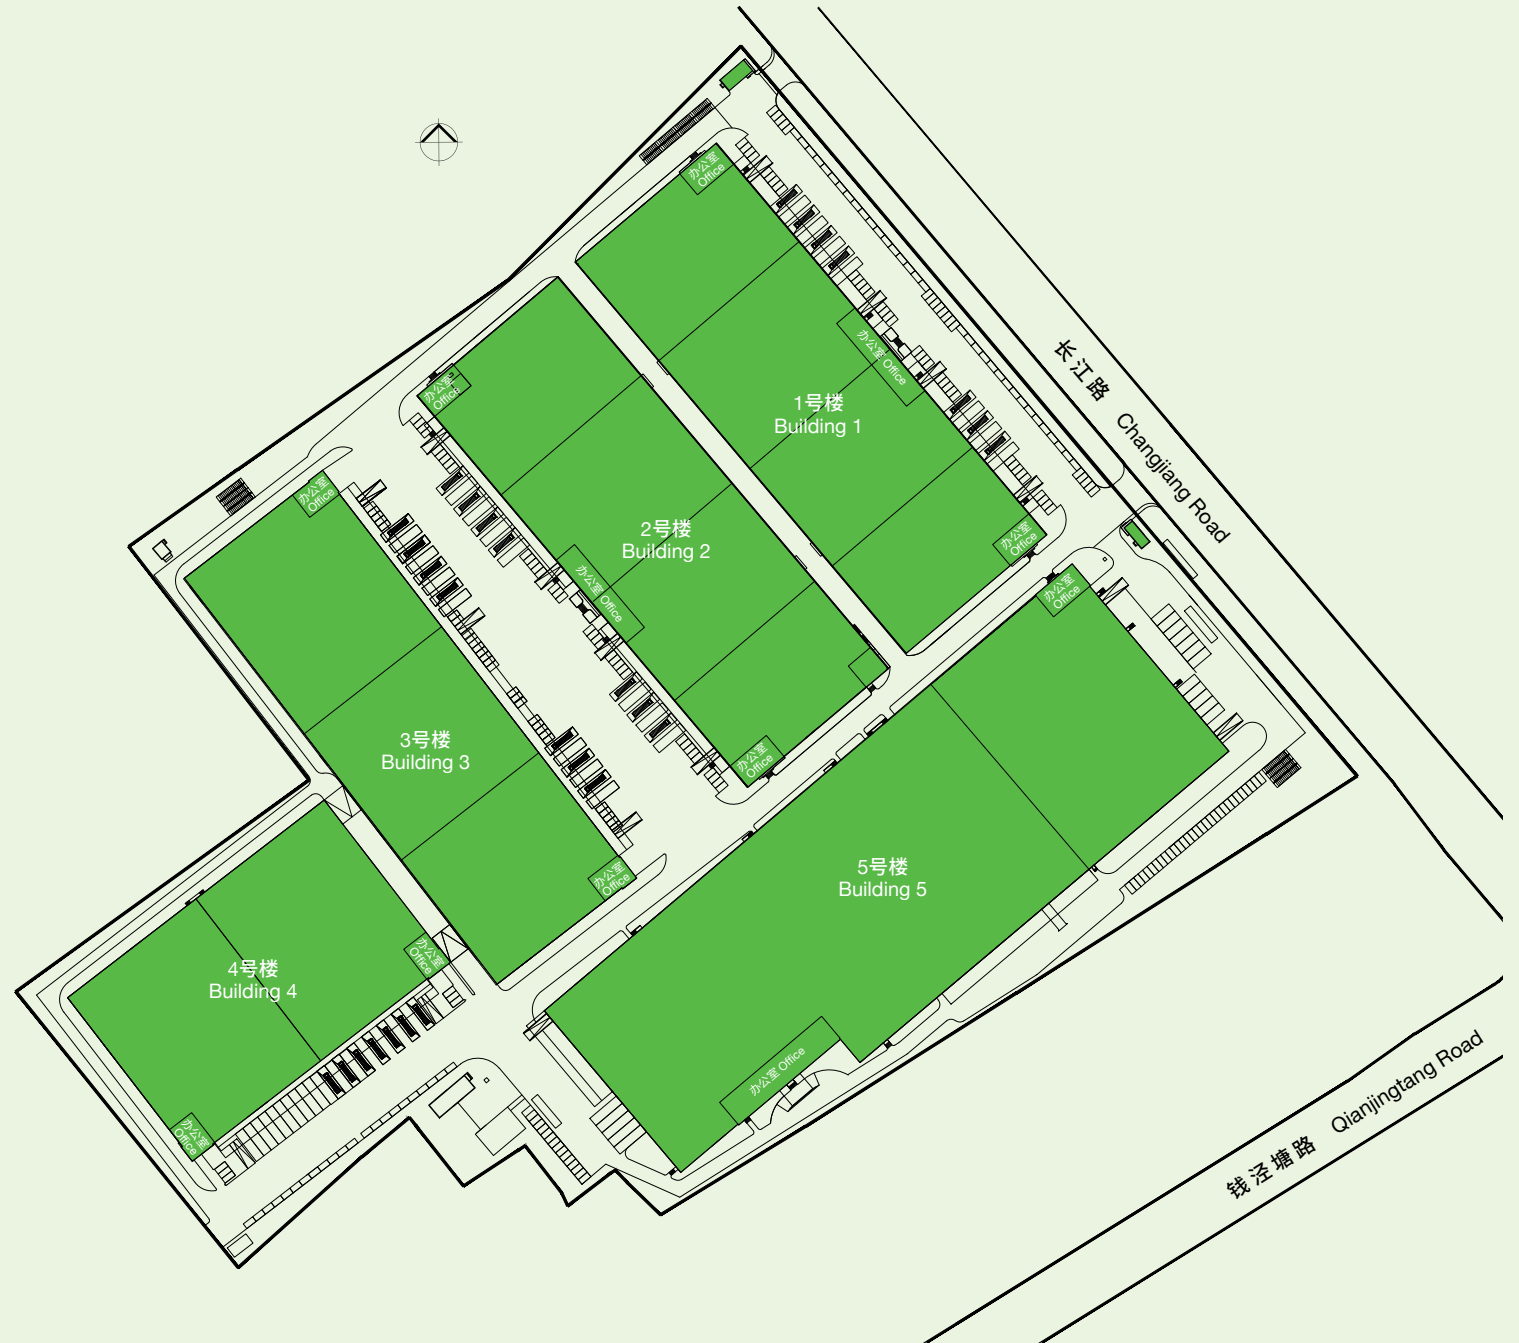 办公室
Office
办公室 Office
1号楼
Building 1
长江路 Changjiang Road
办公室
Office
办公室
Office
2号楼
Building 2
办公室 Office
办公室
Office
办公室
Office
办公室
Office
3号楼
Building 3
办公室
Office
5号楼
Building 5
办公室 Office
4号楼
Building 4
办公室
Office
办公室
Office
钱泾塘路 Qianjingtang Road